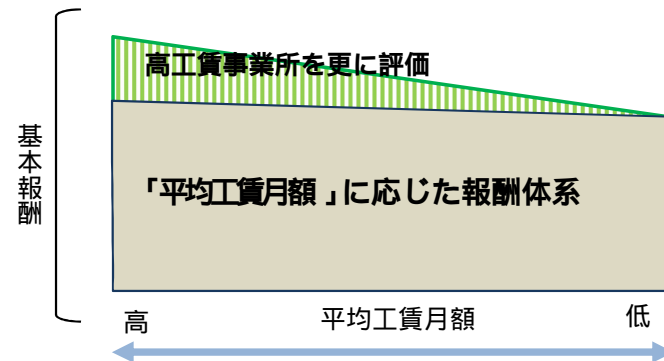 高工賃事業所を更に評価
基本報酬
「平均工賃月額」に応じた報酬体系
高
平均工賃月額
低